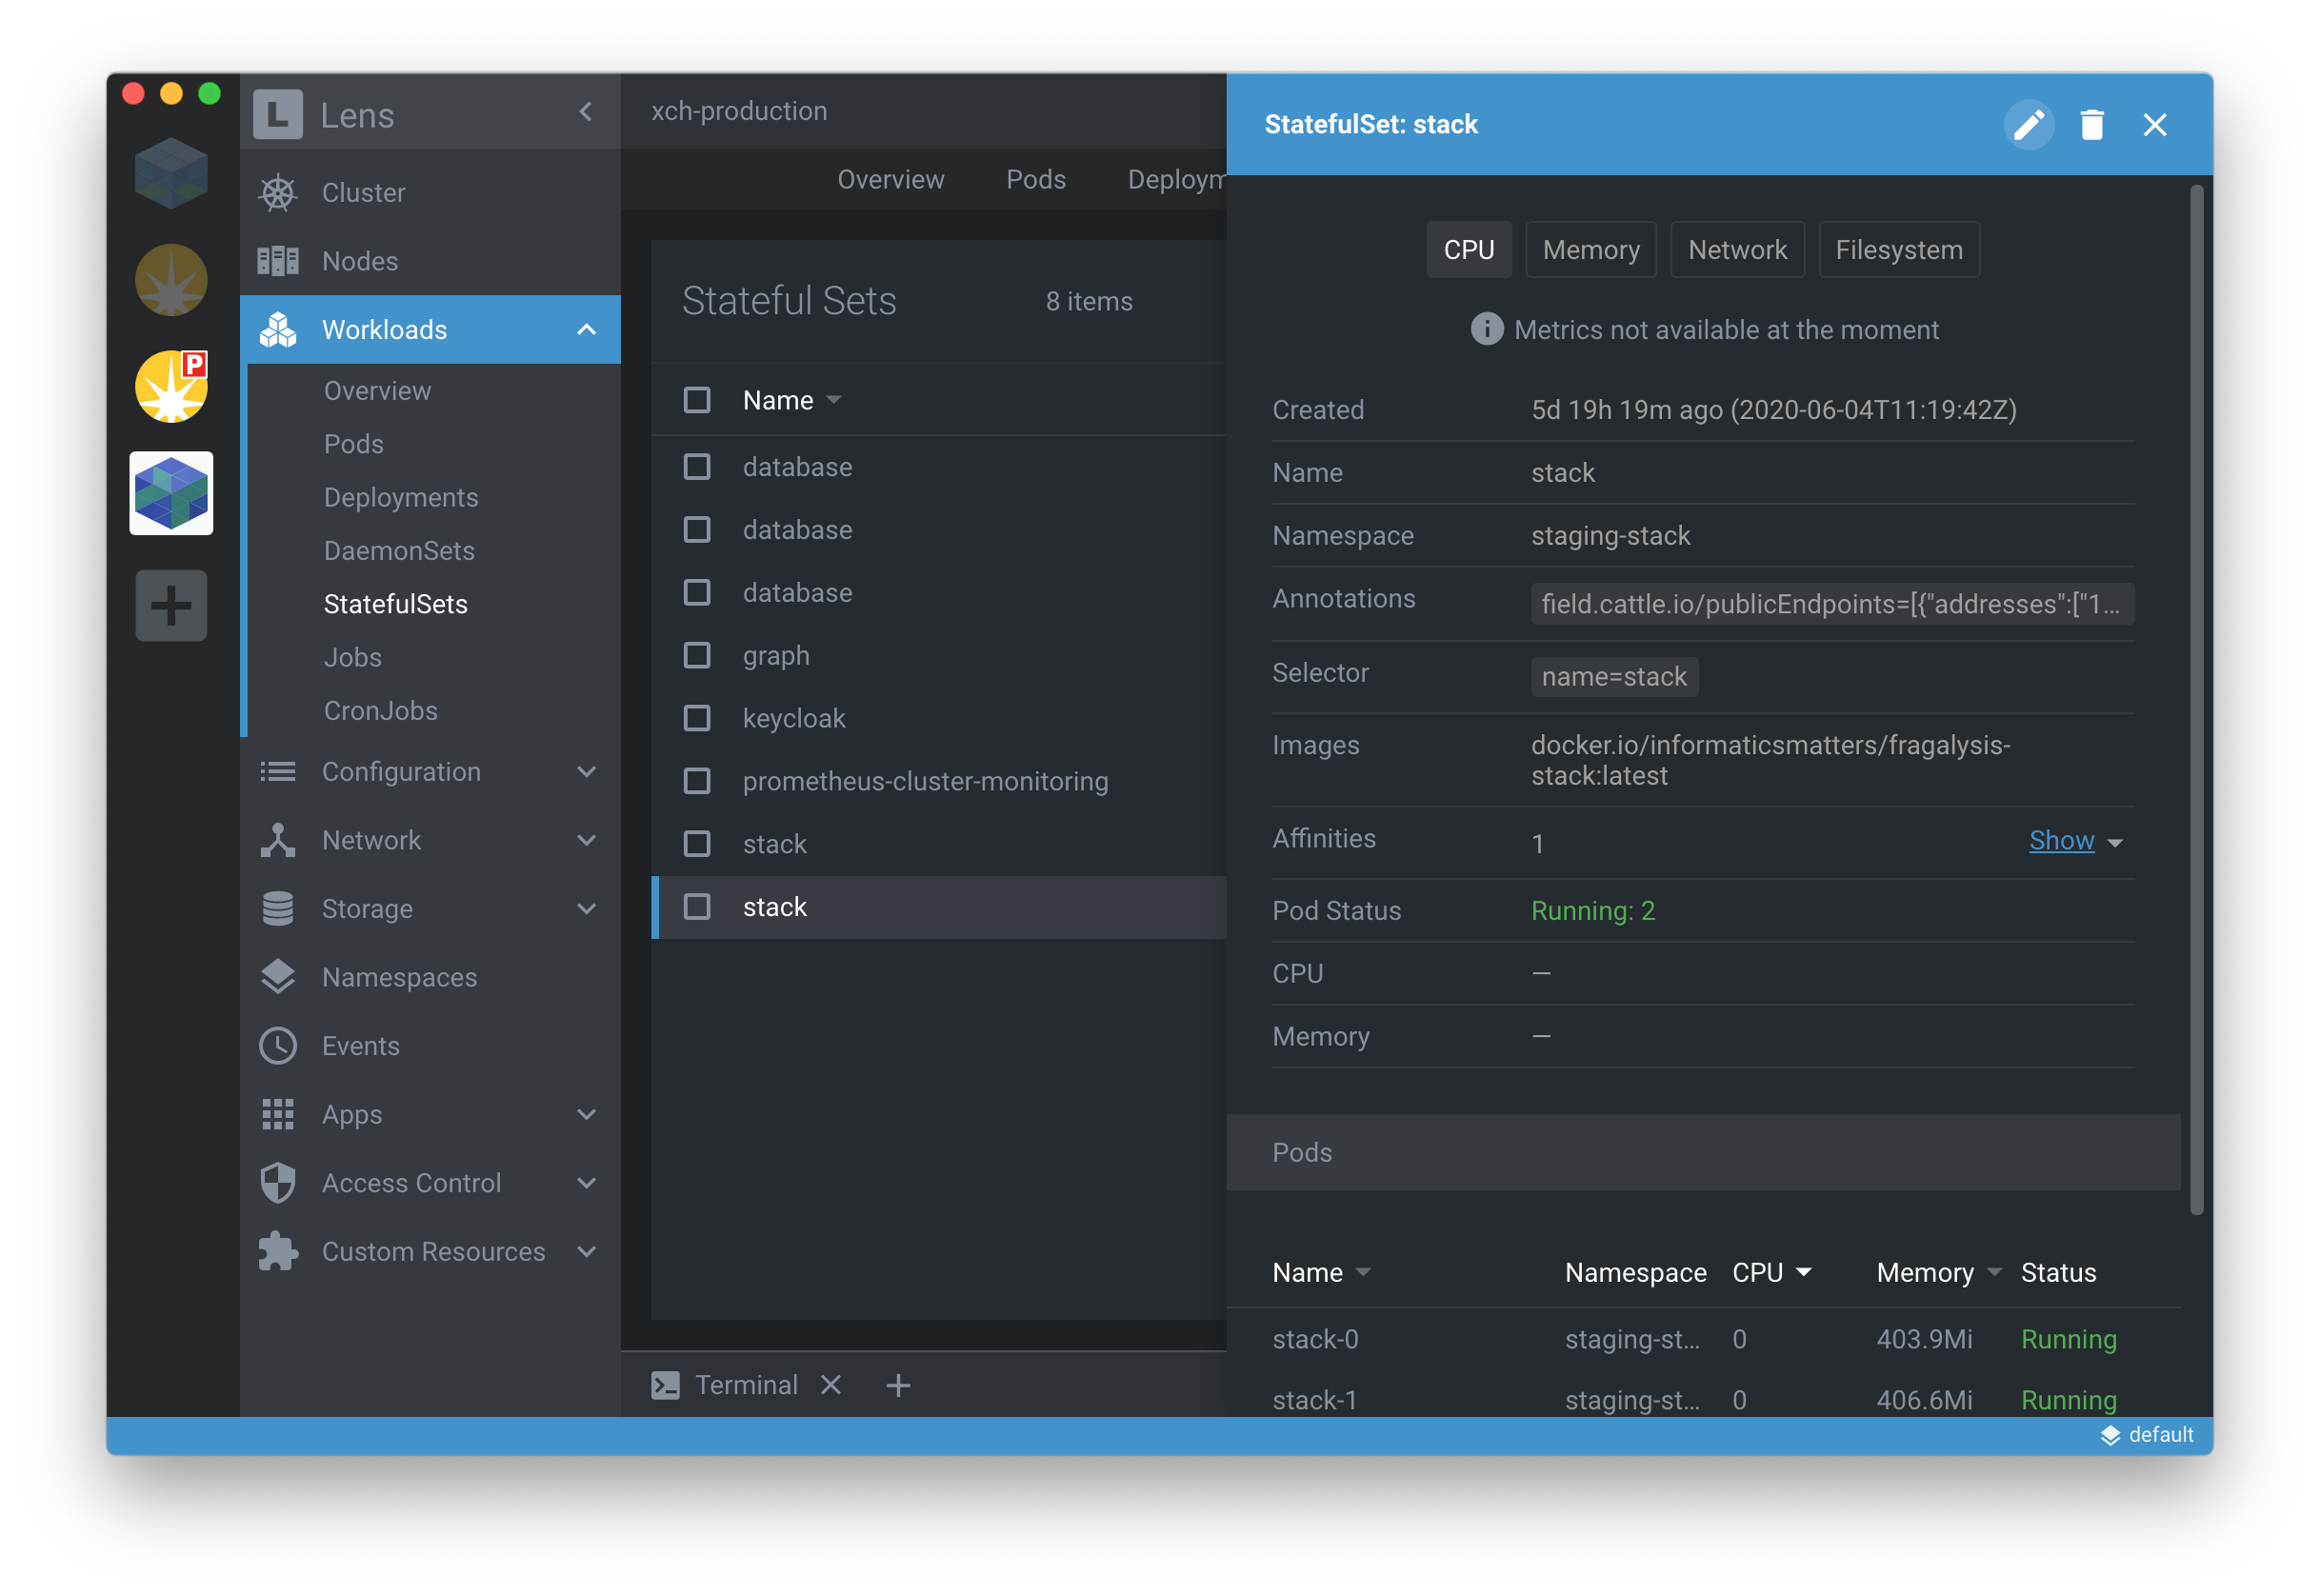 L Lens
Cluster
Nodes
Workloads
Overview
Pods
Deployments
DaemonSets
StatefulSets
Jobs
CronJobs
Configuration
Network
Storage
Namespaces
Events
Apps
Access Control
Custom Resources
P
xch-production
Overview Pods Deploym
Stateful Sets 8 items
Name
database
database
database
graph
keycloak
prometheus-cluster-monitoring
stack
stack
Terminal
StatefulSet: stack
CPU Memory Network Filesystem
Metrics not available at the moment
Created 5d 19h 19m ago (2020-06-04T11:19:42Z)
Name stack
Namespace staging-stack
Annotations field.cattle.io/publicEndpoints=[{"addresses":["1...
Selector name=stack
Images docker.io/informaticsmatters/fragalysis-
stack:latest
Affinities 1 Show
Pod Status Running: 2
CPU —
Memory —
Pods
Name Namespace CPU Memory Status
stack-0 staging-st... 0 403.9Mi Running
stack-1 staging-st... 0 406.6Mi Running
default